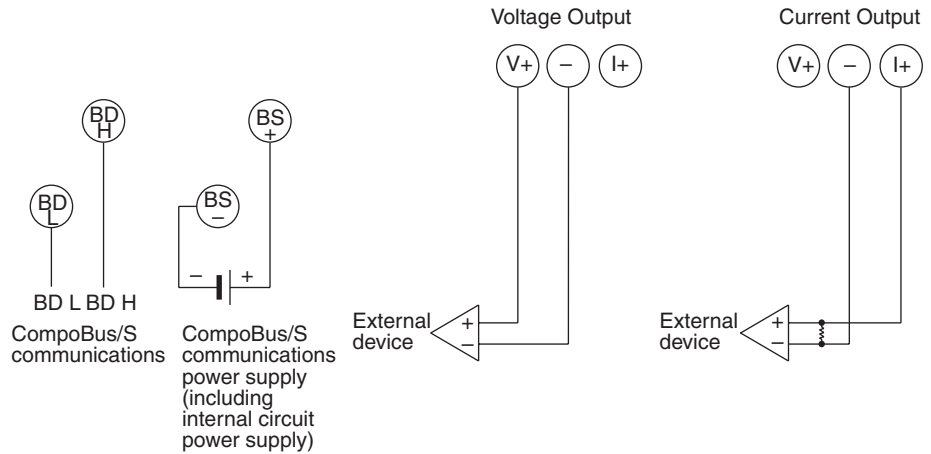 Voltage Output
Current Output
V+ − I+
V+ − I+
BD H
BS +
BD L
BS −
− +
BD L BD H
CompoBus/S
communications
CompoBus/S
communications
power supply
(including
internal circuit
power supply)
External
device
+
−
External
device
+
−